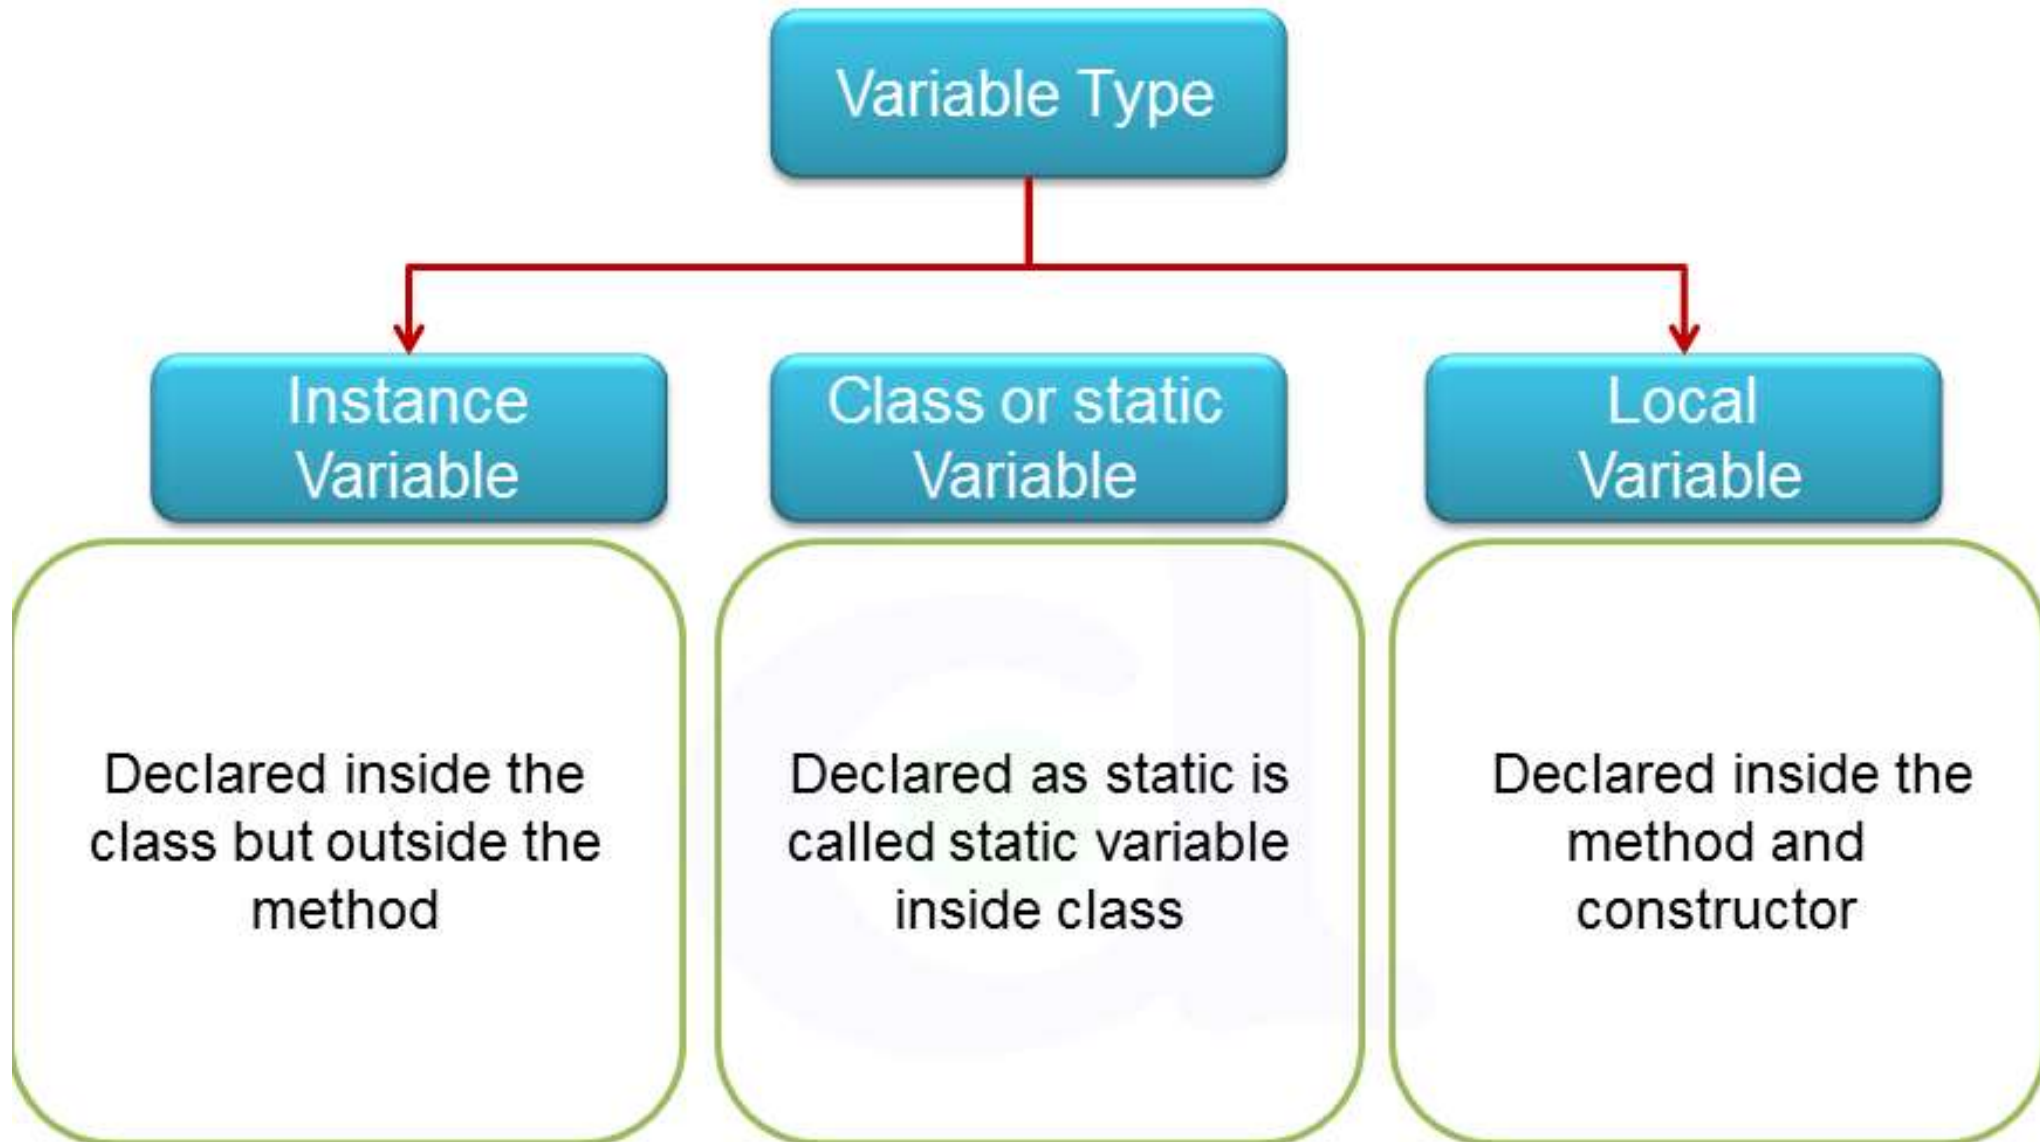 Variable Type
Instance
Variable
Class or static
Variable
Local
Variable
Declared inside the
class but outside the
method
Declared as static is
called static variable
inside class
Declared inside the
method and
constructor